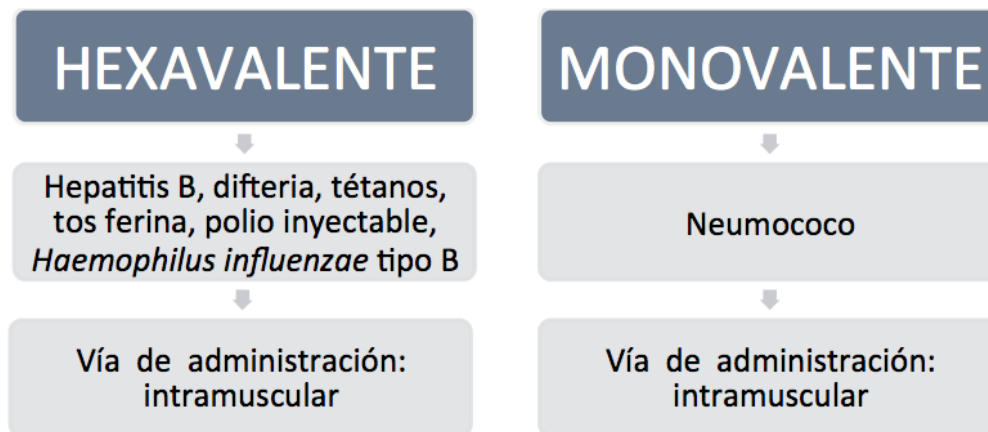 HEXAVALENTE
Hepatitis B, difteria, tétanos,
tos ferina, polio inyectable,
Haemophilus influenzae tipo B
Vía de administración:
intramuscular
MONOVALENTE
Neumococo
Vía de administración:
intramuscular